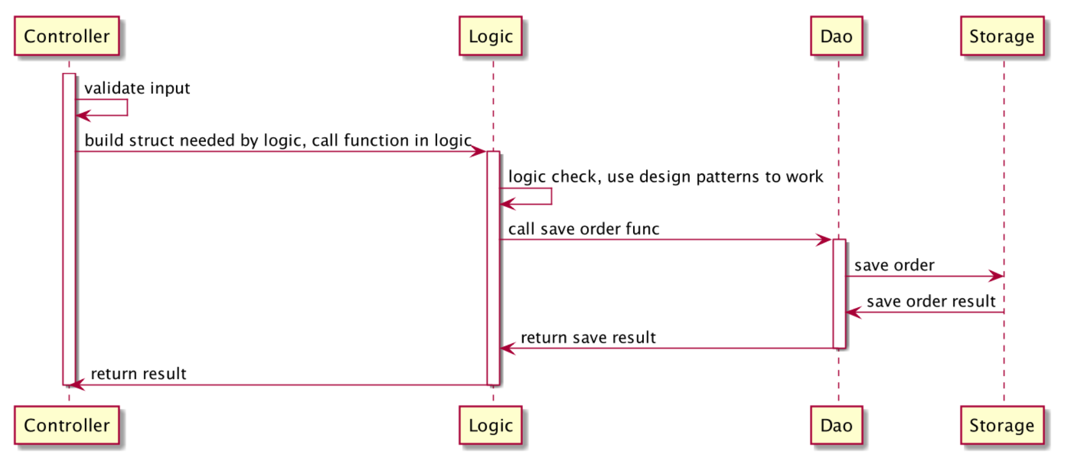 Controller
Logic
Dao
Storage
validate input
build struct needed by logic, call function in logic
logic check, use design patterns to work
call save order func
save order
save order result
return save result
return result
Controller
Logic
Dao
Storage